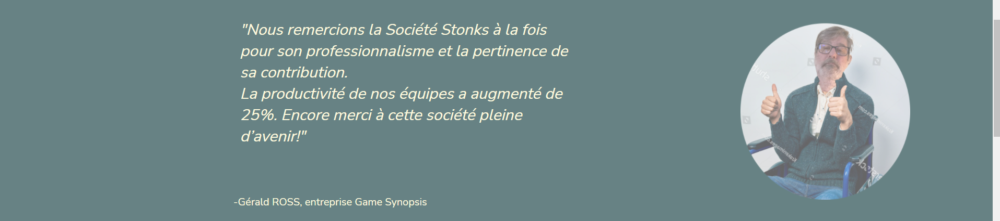 "Nous remercions la Société Stonks à la fois
pour son professionnalisme et la pertinence de
sa contribution.
La productivité de nos équipes a augmenté de
25%. Encore merci à cette société pleine
d’avenir!"
-Gérald ROSS, entreprise Game Synopsis